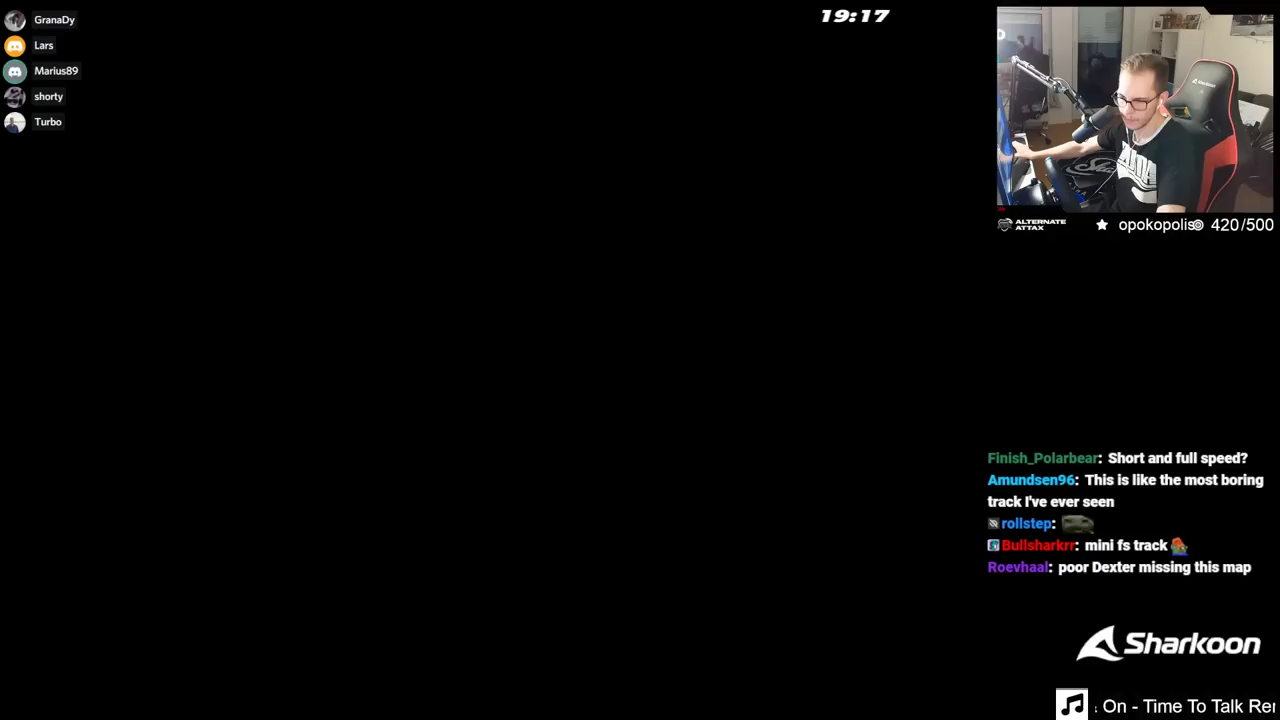 GranaDy
Lars
Marius89
shorty
Turbo
19:17
Sharkoon
ALTERNATE
ATTAX
opokopolis 420/500
Finish_Polarbear: Short and full speed?
Amundsen96: This is like the most boring
track I've ever seen
rollstep:
Bullsharkrr: mini fs track
Roevhaal: poor Dexter missing this map
Sharkoon
On - Time To Talk Rer